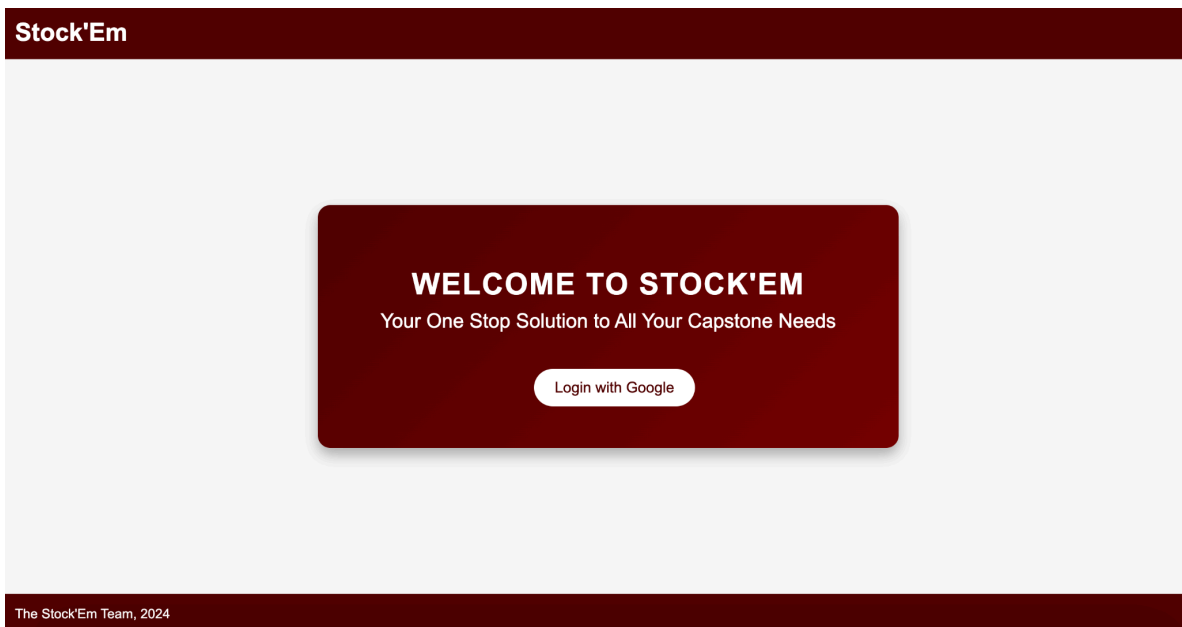 Stock'Em
WELCOME TO STOCK'EM
Your One Stop Solution to All Your Capstone Needs
Login with Google
The Stock'Em Team, 2024